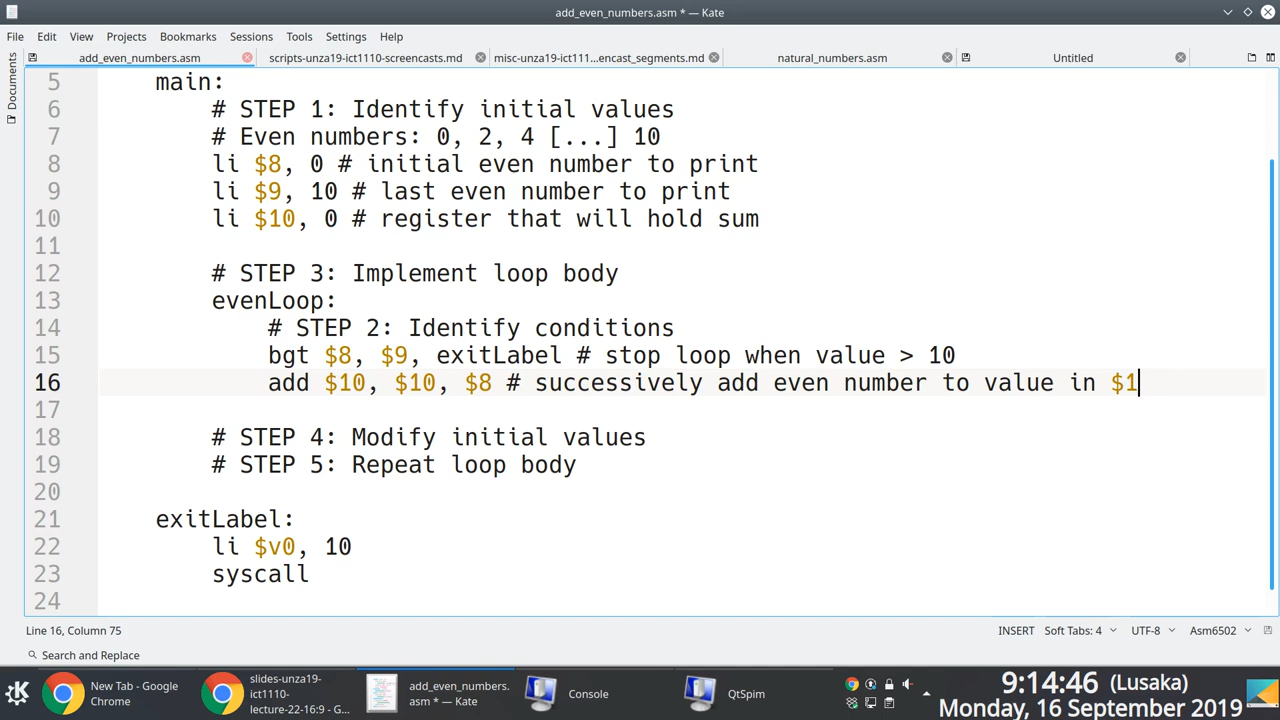 add_even_numbers.asm * — Kate
File Edit View Projects Bookmarks Sessions Tools Settings Help
add_even_numbers.asm scripts-unza19-ict1110-screencasts.md misc-unza19-ict111...encast_segments.md natural_numbers.asm Untitled
Documents
5 main:
6 # STEP 1: Identify initial values
7 # Even numbers: 0, 2, 4 [...] 10
8 li $8, 0 # initial even number to print
9 li $9, 10 # last even number to print
10 li $10, 0 # register that will hold sum
11
12 # STEP 3: Implement loop body
13 evenLoop:
14 # STEP 2: Identify conditions
15 bgt $8, $9, exitLabel # stop loop when value > 10
16 add $10, $10, $8 # successively add even number to value in $1
17
18 # STEP 4: Modify initial values
19 # STEP 5: Repeat loop body
20
21 exitLabel:
22 li $v0, 10
23 syscall
24
Line 16, Column 75 INSERT Soft Tabs: 4 UTF-8 Asm6502
Search and Replace
New Tab - Google Chrome
slides-unza19-ict1110-lecture-22-16:9 - G...
add_even_numbers.asm * — Kate
Console
QtSpim
9:14:46 (Lusaka)
Monday, 16 September 2019